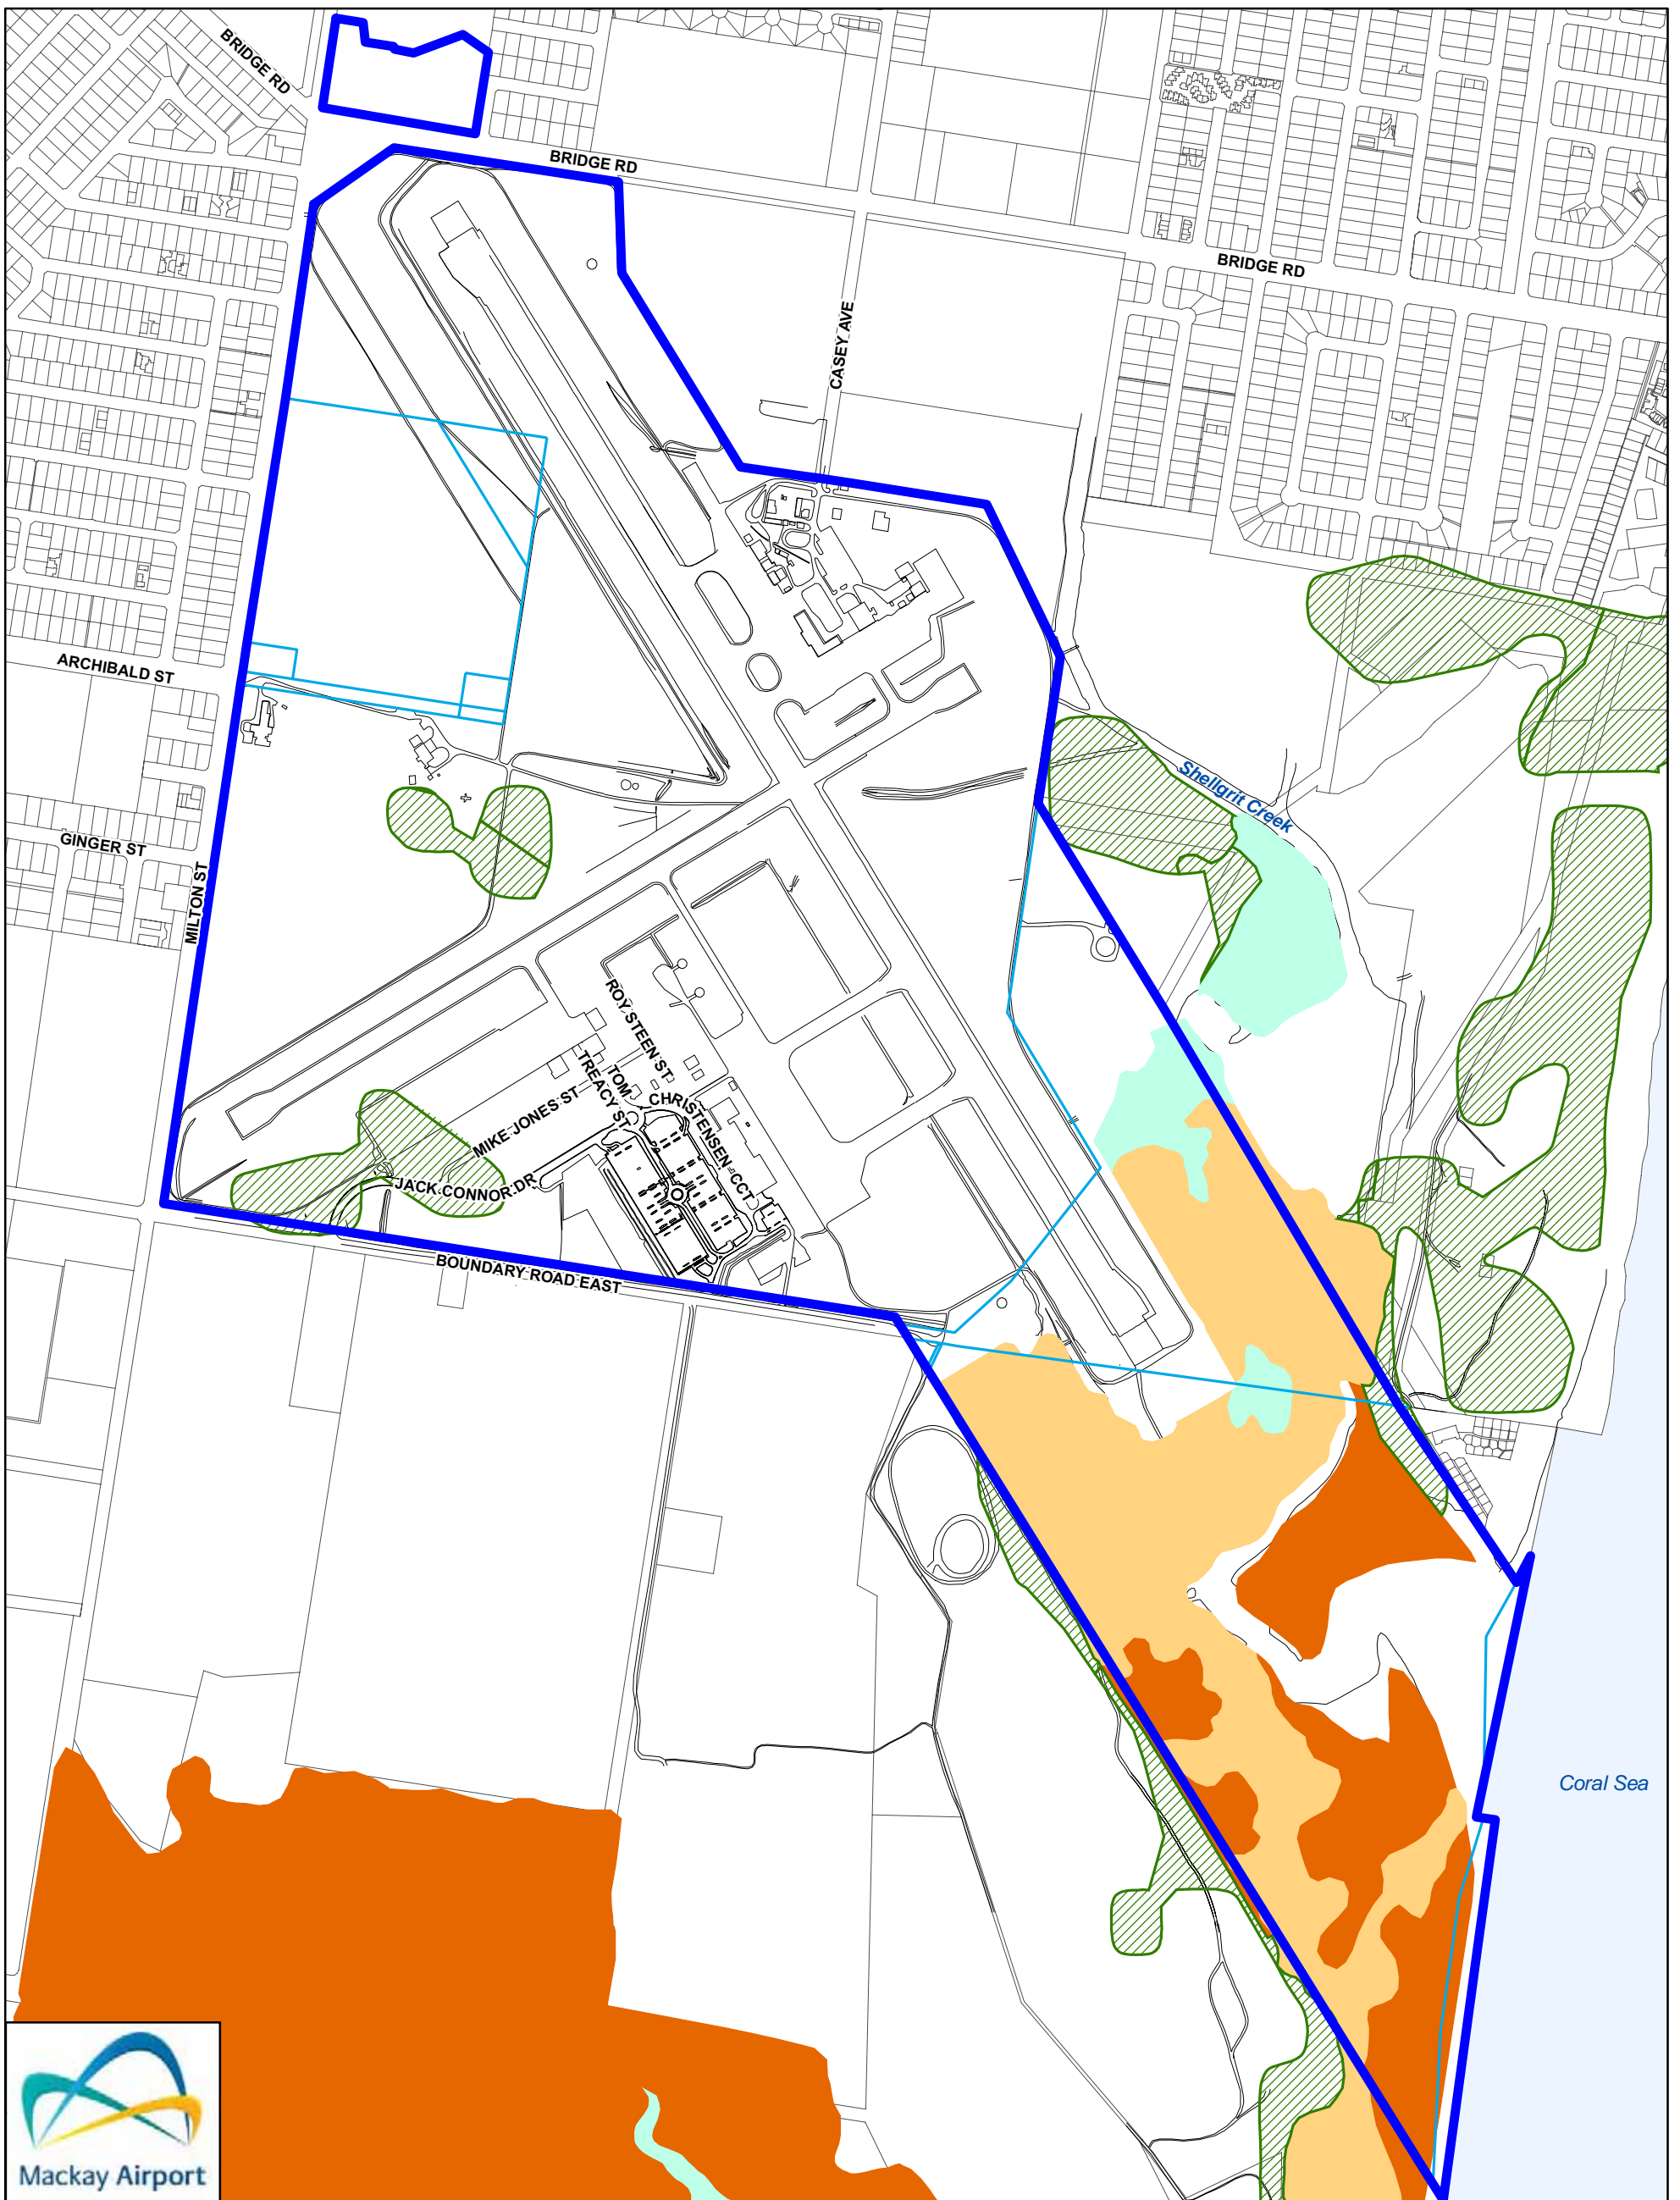 BRIDGE RD
BRIDGE RD
BRIDGE RD
CASEY AVE
ARCHIBALD ST
Shellgrit Creek
GINGER ST
MILTON ST
ROY STEEN ST
TOM
TREACY ST
MIKE JONES ST
CHRISTENSEN CCT
JACK CONNOR DR
BOUNDARY ROAD EAST
Coral Sea
Mackay Airport